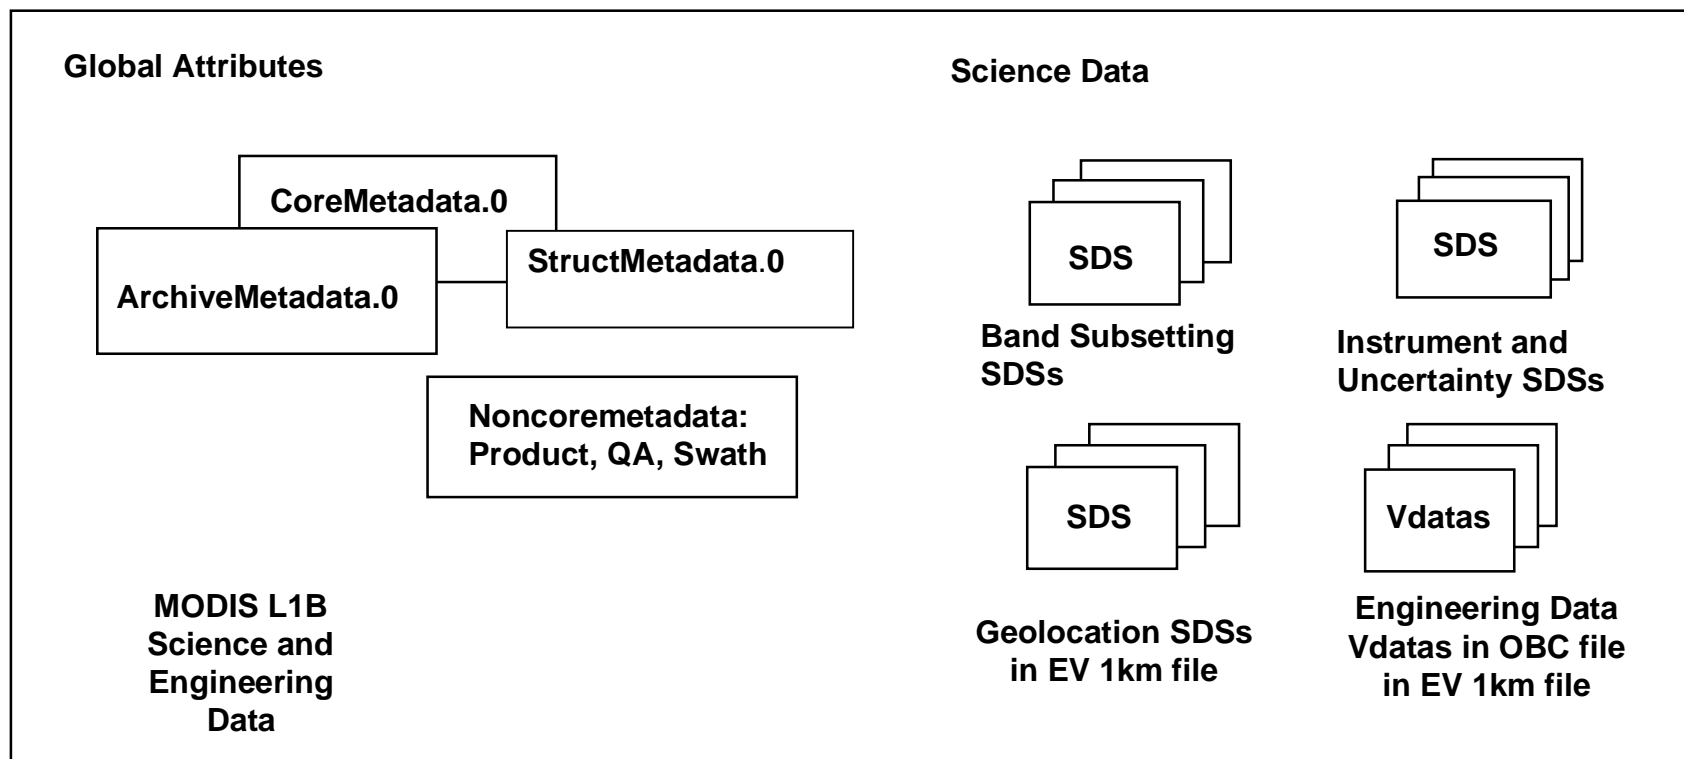 Global Attributes
CoreMetadata.0
StructMetadata.0
ArchiveMetadata.0
Noncoremetadata:
Product, QA, Swath
MODIS L1B
Science and
Engineering
Data
Science Data
SDS
Band Subsetting
SDSs
SDS
Instrument and
Uncertainty SDSs
SDS
Geolocation SDSs
in EV 1km file
Vdatas
Engineering Data
Vdatas in OBC file
in EV 1km file